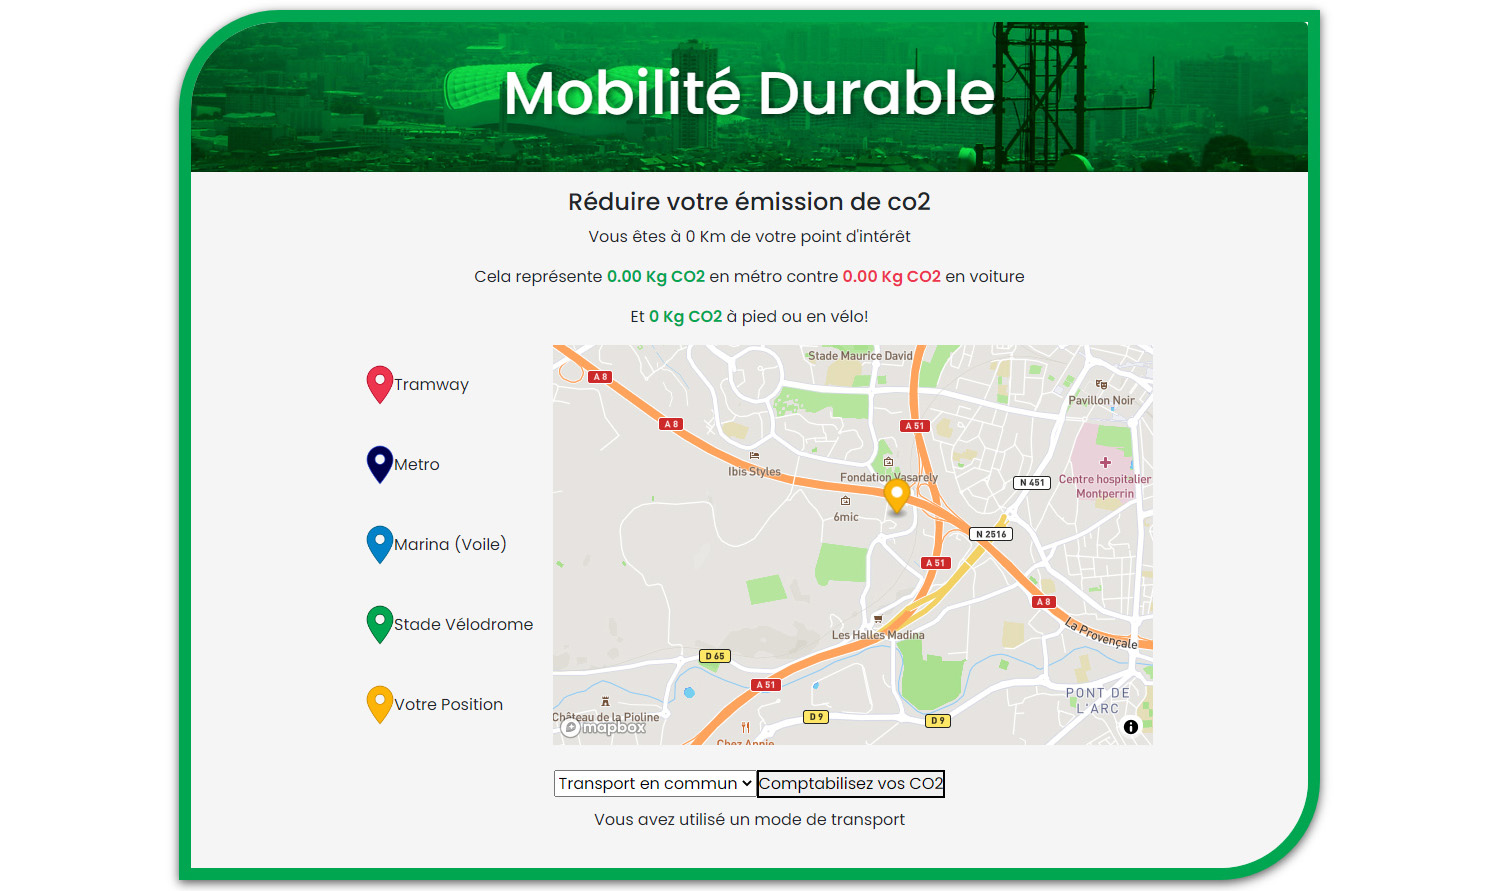 Mobilité Durable
Réduire votre émission de co2
Vous êtes à 0 Km de votre point d'intérêt
Cela représente 0.00 Kg CO2 en métro contre 0.00 Kg CO2 en voiture
Et 0 Kg CO2 à pied ou en vélo!
Tramway
Metro
Marina (Voile)
Stade Vélodrome
Votre Position
Stade Maurice David
A 8
Pavillon Noir
A 8
A 51
Ibis Styles
Fondation Vasarely
N 451
Centre hospitalier
Montperrin
6mic
N 2516
A 51
A 8
La Provençale
Les Halles Madina
D 65
A 51
PONT DE
L'ARC
Château de la Pioline
D 9
D 9
mapbox
Chez Annie
Transport en commun
Comptabilisez vos CO2
Vous avez utilisé un mode de transport